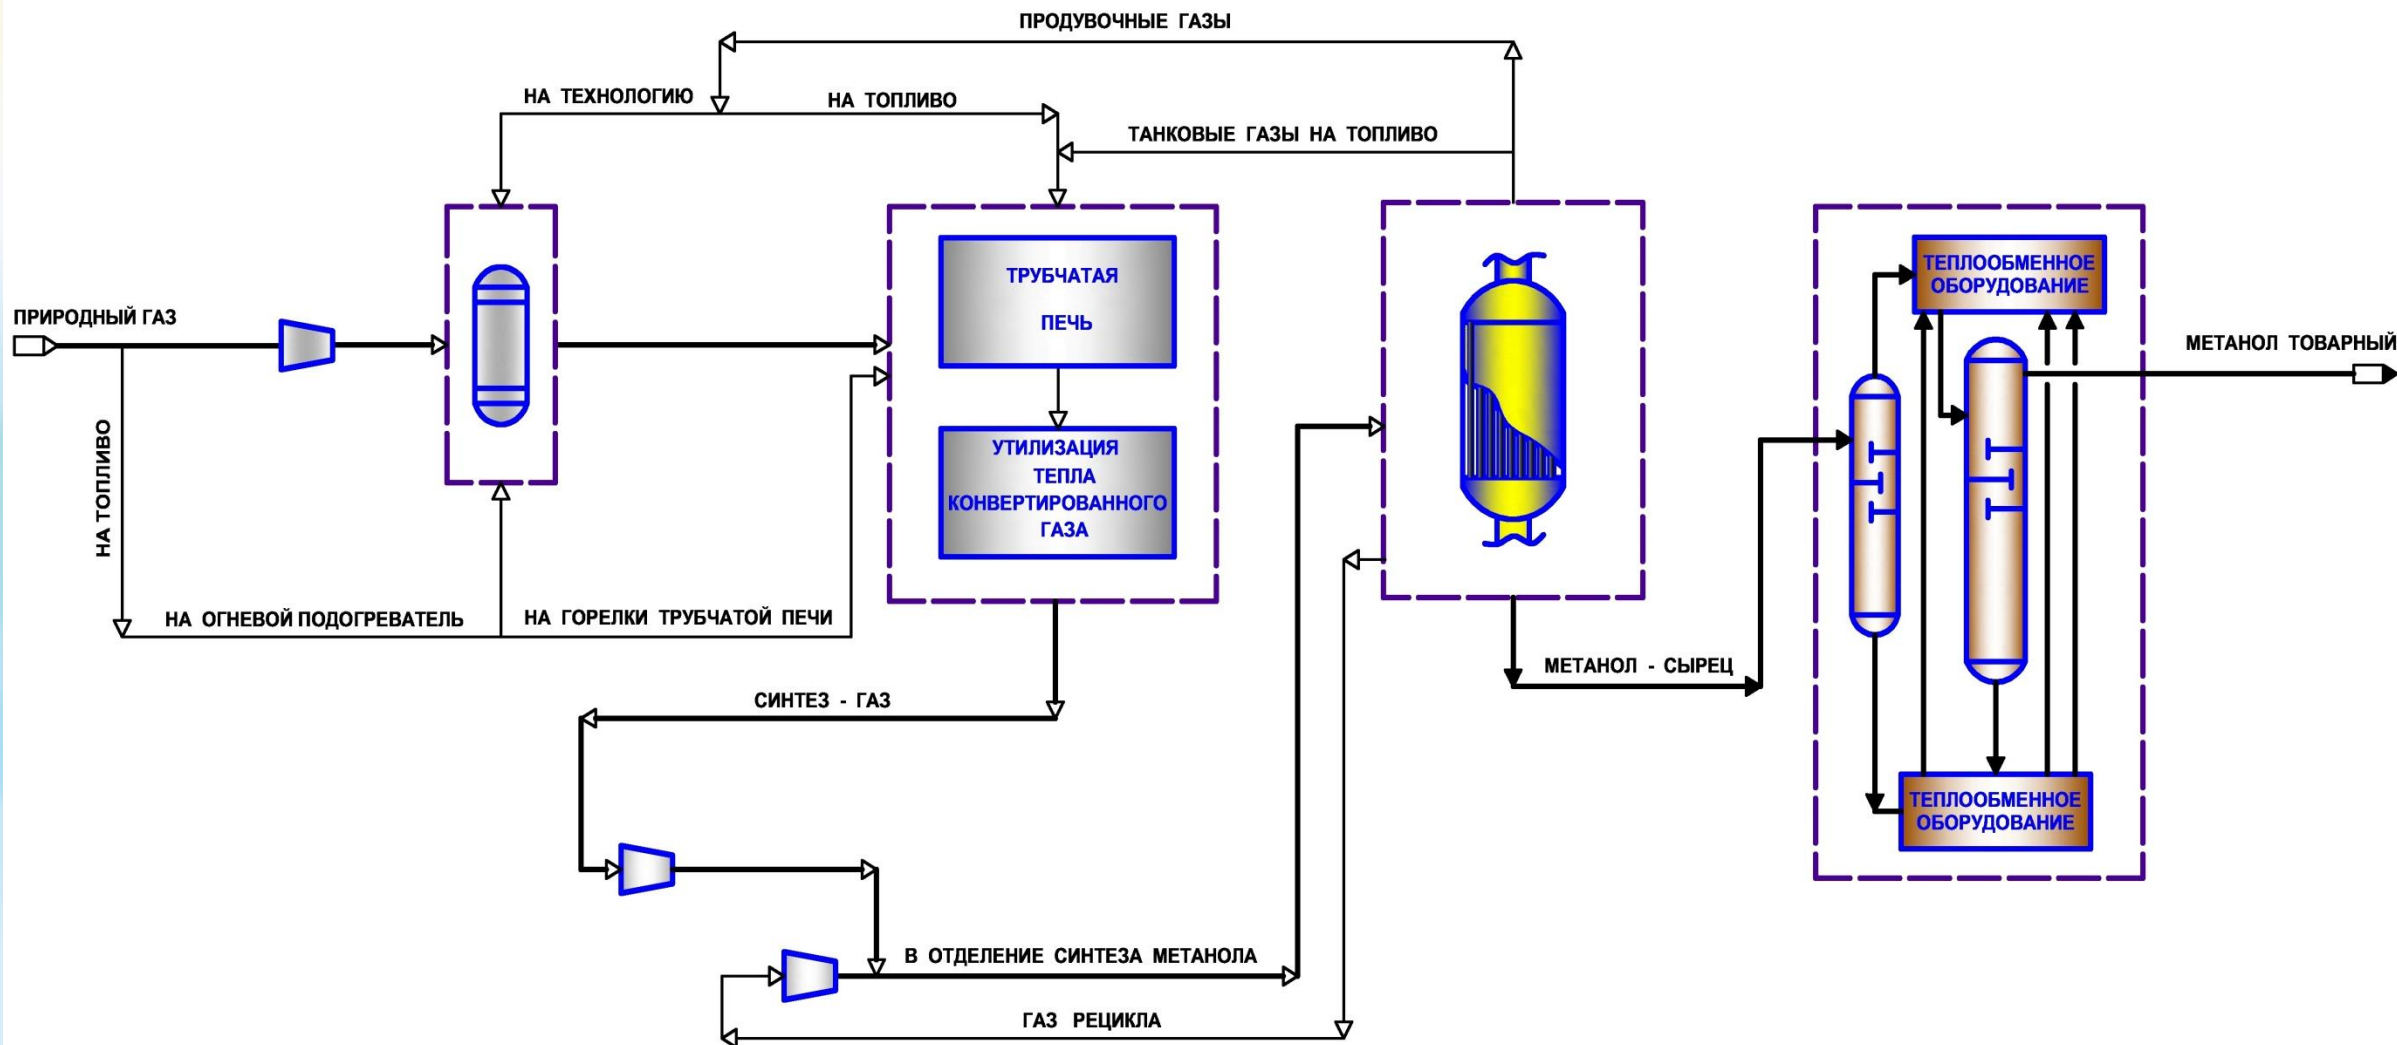 ПРОДУВОЧНЫЕ ГАЗЫ
НА ТЕХНОЛОГИЮ
НА ТОПЛИВО
ТАНКОВЫЕ ГАЗЫ НА ТОПЛИВО
ПРИРОДНЫЙ ГАЗ
НА ТОПЛИВО
НА ОГНЕВОЙ ПОДОГРЕВАТЕЛЬ
НА ГОРЕЛКИ ТРУБЧАТОЙ ПЕЧИ
ТРУБЧАТАЯ
ПЕЧЬ
УТИЛИЗАЦИЯ
ТЕПЛА
КОНВЕРТИРОВАННОГО
ГАЗА
СИНТЕЗ - ГАЗ
В ОТДЕЛЕНИЕ СИНТЕЗА МЕТАНОЛА
ГАЗ РЕЦИКЛА
МЕТАНОЛ - СЫРЕЦ
ТЕПЛООБМЕННОЕ
ОБОРУДОВАНИЕ
МЕТАНОЛ ТОВАРНЫЙ
ТЕПЛООБМЕННОЕ
ОБОРУДОВАНИЕ